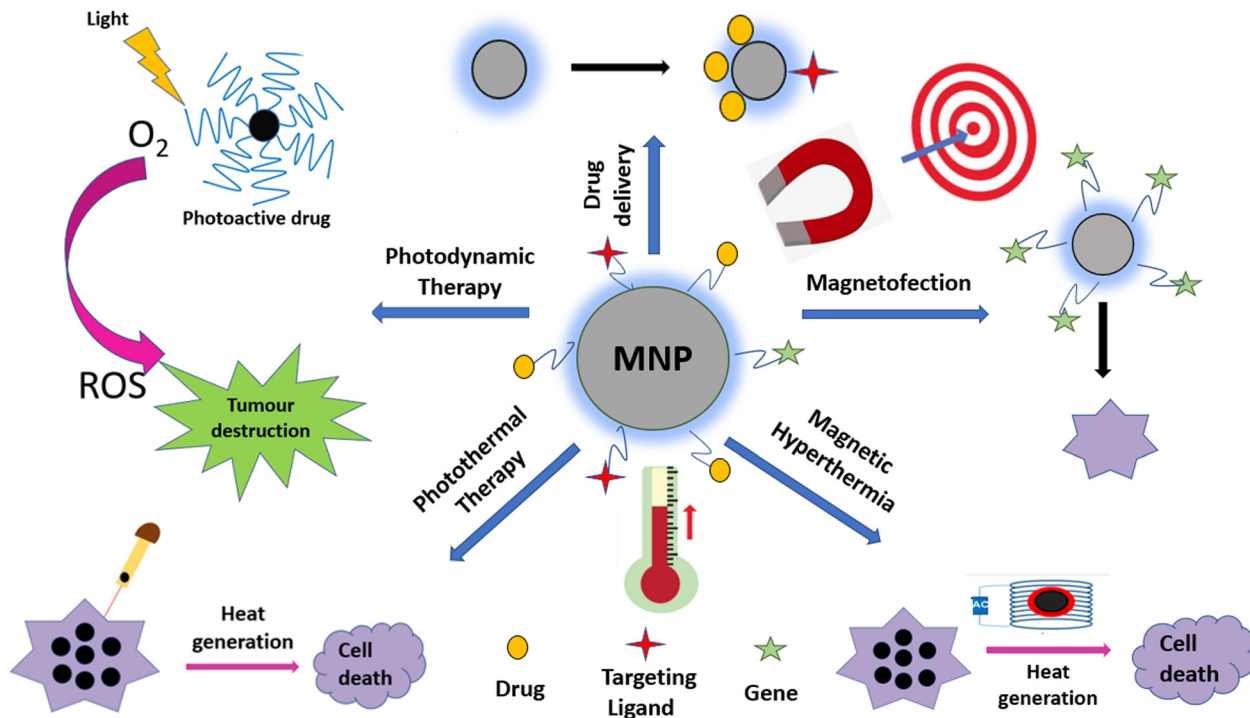 Light
O2
Photoactive drug
ROS
Tumour
destruction
Photodynamic
Therapy
Drug
delivery
Magnetofection
MNP
Photothermal
Therapy
Magnetic
Hyperthermia
Heat
generation
Cell
death
Drug
Targeting
Ligand
Gene
AC
Heat
generation
Cell
death